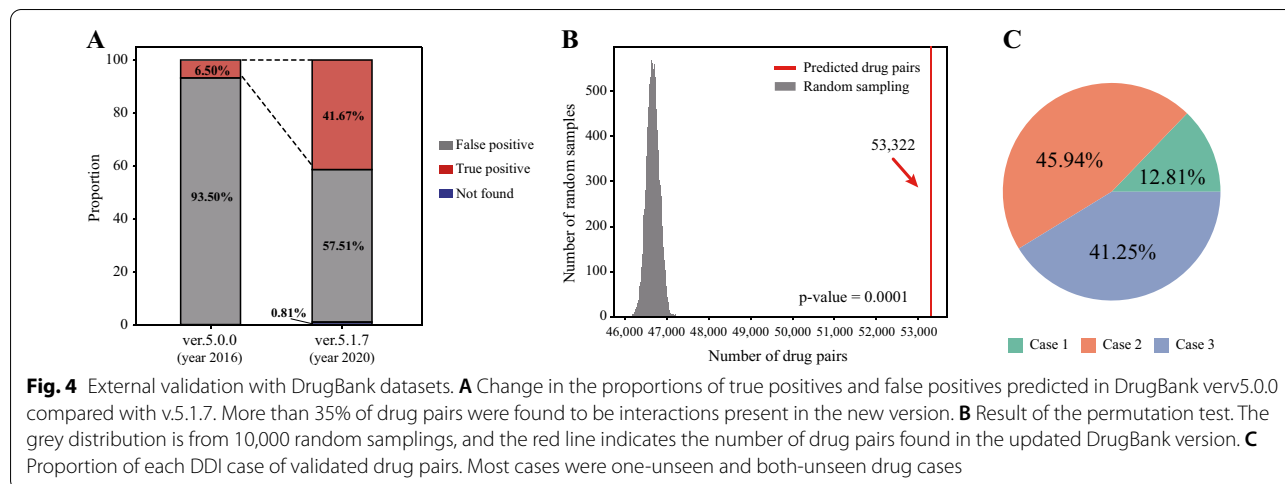 A
100
80
60
40
20
0
Proportion
6.50%
93.50%
41.67%
57.51%
0.81%
ver.5.0.0
(year 2016)
ver.5.1.7
(year 2020)
False positive
True positive
Not found
B
500
400
300
200
100
0
Number of random samples
Predicted drug pairs
Random sampling
53,322
p-value = 0.0001
46,000 47,000 48,000 49,000 50,000 51,000 52,000 53,000
Number of drug pairs
C
45.94%
12.81%
41.25%
Case 1 Case 2 Case 3
Fig. 4 External validation with DrugBank datasets. A Change in the proportions of true positives and false positives predicted in DrugBank verv5.0.0
compared with v.5.1.7. More than 35% of drug pairs were found to be interactions present in the new version. B Result of the permutation test. The
grey distribution is from 10,000 random samplings, and the red line indicates the number of drug pairs found in the updated DrugBank version. C
Proportion of each DDI case of validated drug pairs. Most cases were one-unseen and both-unseen drug cases